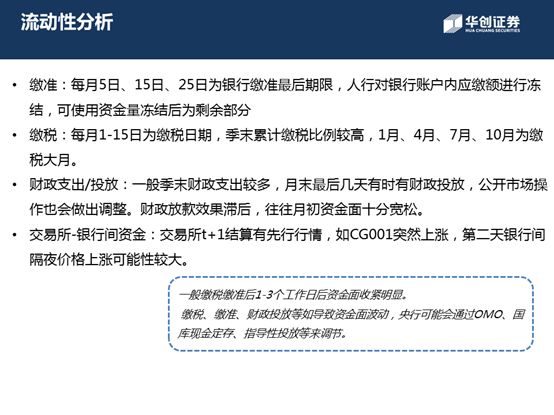 流动性分析
华创证券
HUA CHUANG SECURITIES
• 缴准：每月5日、15日、25日为银行缴准最后期限，人行对银行账户内应缴额进行冻
结，可使用资金量冻结后为剩余部分
• 缴税：每月1-15日为缴税日期，季末累计缴税比例较高，1月、4月、7月、10月为缴
税大月。
• 财政支出/投放：一般季末财政支出较多，月末最后几天有时有财政投放，公开市场操
作也会做出调整。财政放款效果滞后，往往月初资金面十分宽松。
• 交易所-银行间资金：交易所t+1结算有先行行情，如CG001突然上涨，第二天银行间
隔夜价格上涨可能性较大。
一般缴税缴准后1-3个工作日后资金面收紧明显。
缴税、缴准、财政投放等如导致资金面波动，央行可能会通过OMO、国
库现金定存、指导性投放等来调节。